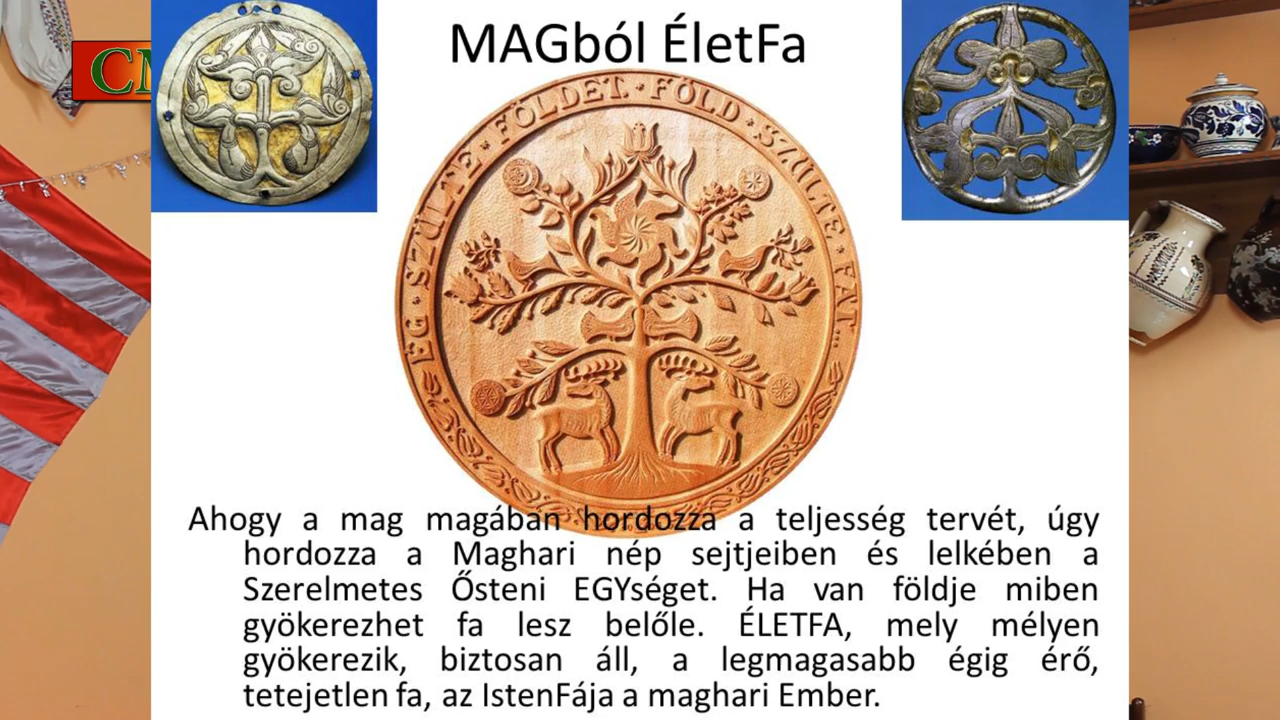 CM
MAGból ÉletFa
ÉG • SZÜLTE • FÖLDET. • FÖLD • SZÜLTE • FÁT...
Ahogy a mag magában hordozza a teljesség tervét, úgy
hordozza a Maghari nép sejtjeiben és lelkében a
Szerelmetes Ősteni EGYséget. Ha van földje miben
gyökerezhet fa lesz belőle. ÉLETFA, mely mélyen
gyökerezik, biztosan áll, a legmagasabb égig érő,
tetejetlen fa, az IstenFája a maghari Ember.